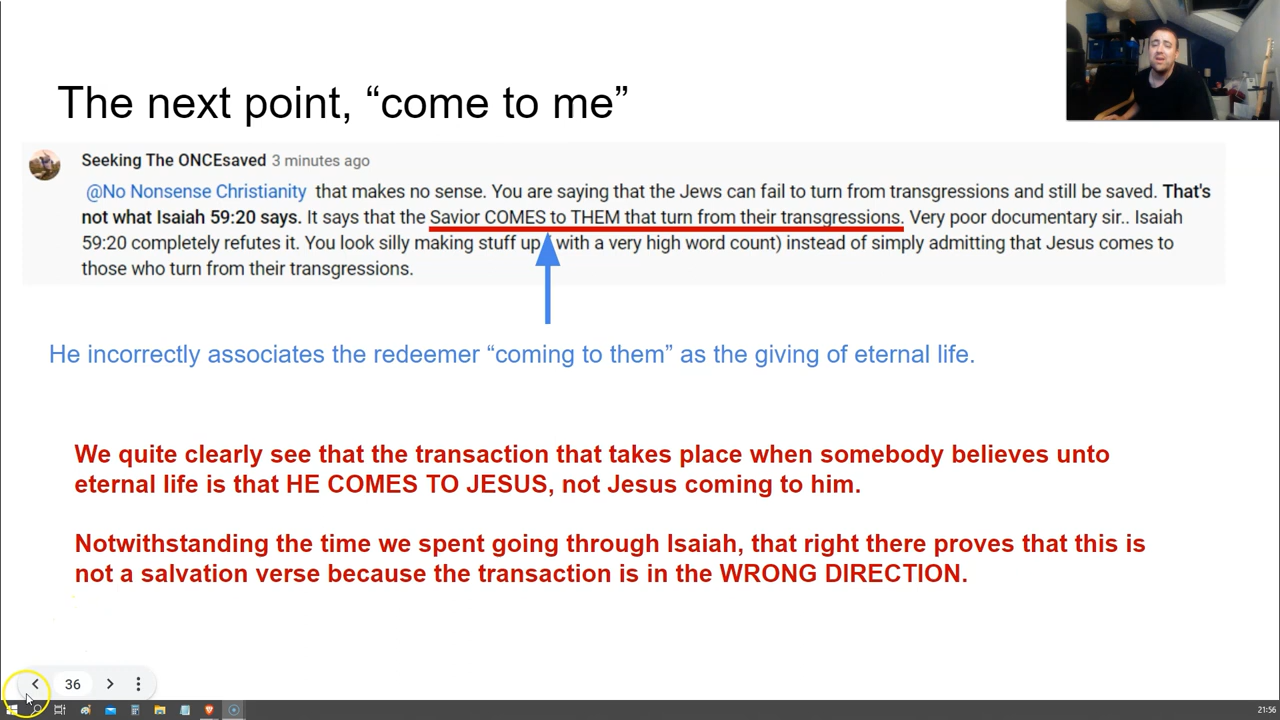 The next point, “come to me”
Seeking The ONCEsaved 3 minutes ago
@No Nonsense Christianity that makes no sense. You are saying that the Jews can fail to turn from transgressions and still be saved. That's
not what Isaiah 59:20 says. It says that the Savior COMES to THEM that turn from their transgressions. Very poor documentary sir.. Isaiah
59:20 completely refutes it. You look silly making stuff up with a very high word count) instead of simply admitting that Jesus comes to
those who turn from their transgressions.
He incorrectly associates the redeemer “coming to them” as the giving of eternal life.
We quite clearly see that the transaction that takes place when somebody believes unto
eternal life is that HE COMES TO JESUS, not Jesus coming to him.
Notwithstanding the time we spent going through Isaiah, that right there proves that this is
not a salvation verse because the transaction is in the WRONG DIRECTION.
36
21:56